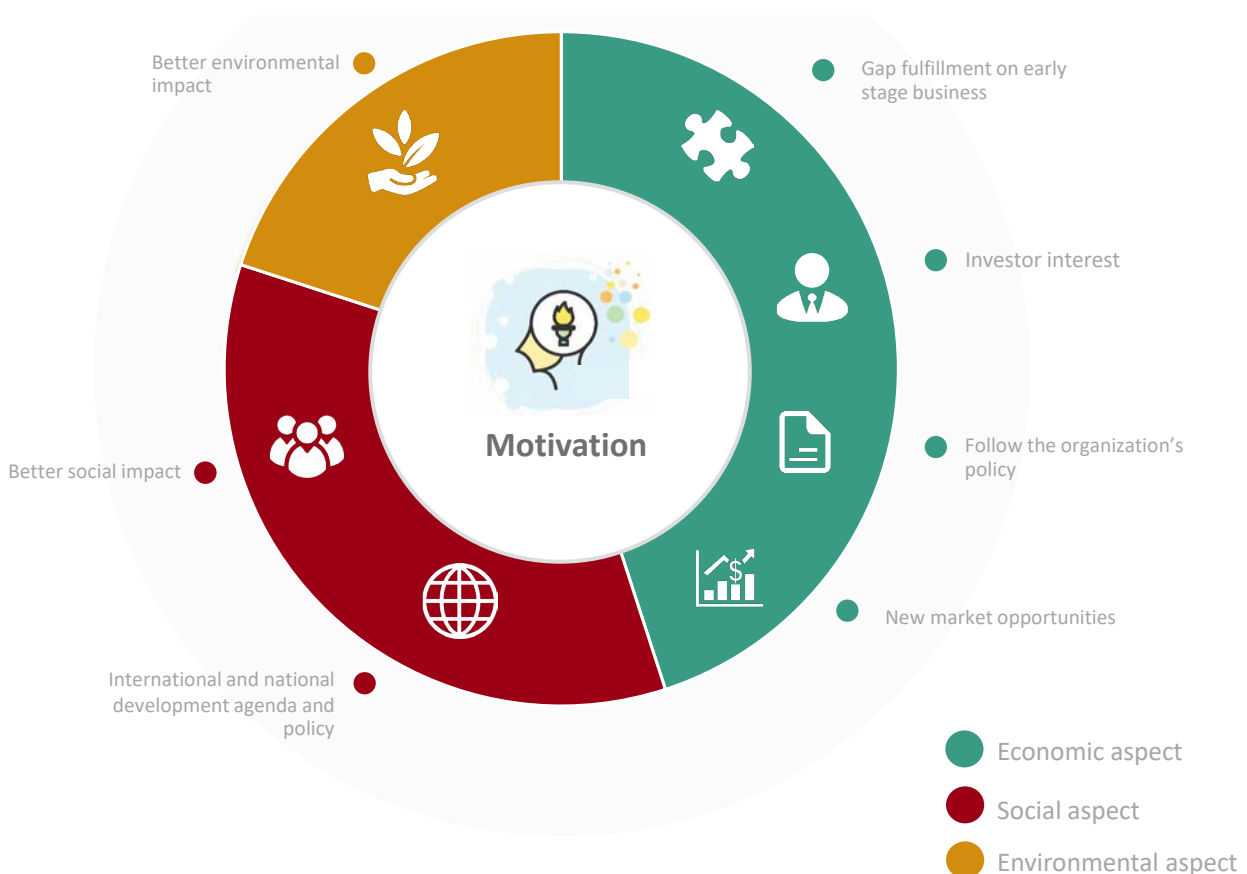 Better environmental
impact
Gap fulfillment on early
stage business
Investor interest
Motivation
Follow the organization's
policy
Better social impact
New market opportunities
International and national
development agenda and
policy
$
Economic aspect
Social aspect
Environmental aspect